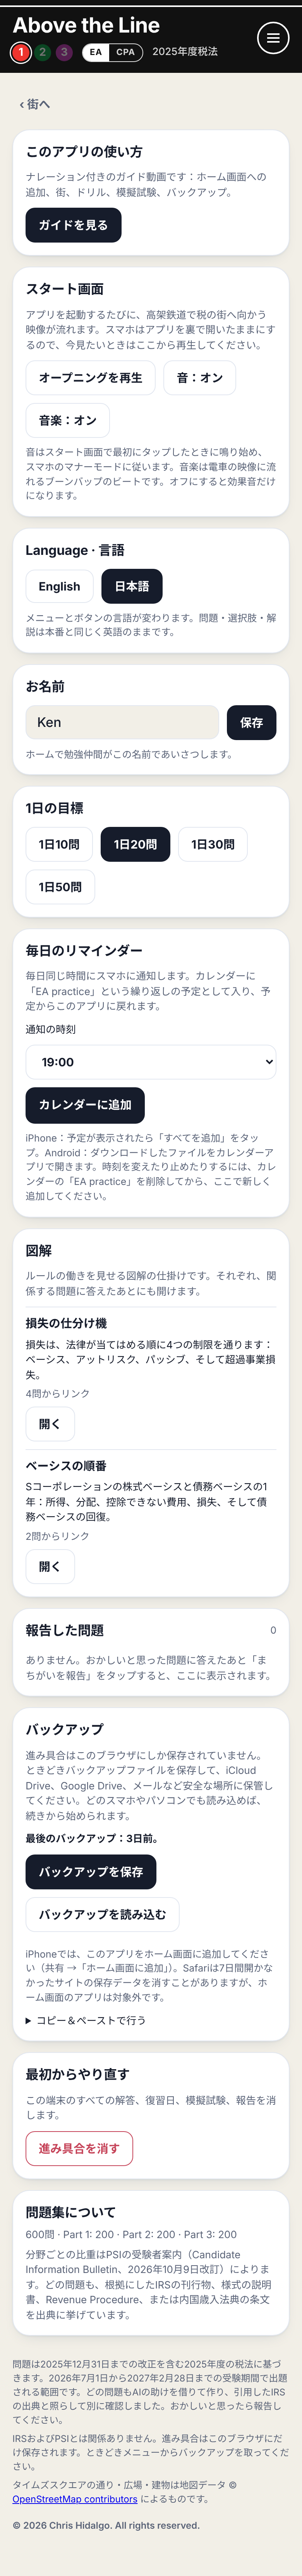 Above the Line
1 2 3 EA CPA 2025年度税法
‹ 街へ
このアプリの使い方
ナレーション付きのガイド動画です：ホーム画面への
追加、街、ドリル、模擬試験、バックアップ。
ガイドを見る
スタート画面
アプリを起動するたびに、高架鉄道で税の街へ向かう
映像が流れます。スマホはアプリを裏で開いたままにす
るので、今見たいときはここから再生してください。
オープニングを再生 音：オン
音楽：オン
音はスタート画面で最初にタップしたときに鳴り始め、
スマホのマナーモードに従います。音楽は電車の映像に流
れるブーンバップのビートです。オフにすると効果音だけ
になります。
Language · 言語
English 日本語
メニューとボタンの言語が変わります。問題・選択肢・解
説は本番と同じく英語のままです。
お名前
Ken 保存
ホームで勉強仲間がこの名前であいさつします。
1日の目標
1日10問 1日20問 1日30問
1日50問
毎日のリマインダー
毎日同じ時間にスマホに通知します。カレンダーに
「EA practice」という繰り返しの予定として入り、予
定からこのアプリに戻れます。
通知の時刻
19:00
カレンダーに追加
iPhone：予定が表示されたら「すべてを追加」をタッ
プ。Android：ダウンロードしたファイルをカレンダーア
プリで開きます。時刻を変えたり止めたりするには、カレ
ンダーの「EA practice」を削除してから、ここで新しく
追加してください。
図解
ルールの働きを見せる図解の仕掛けです。それぞれ、関
係する問題に答えたあとにも開けます。
損失の仕分け機
損失は、法律が当てはめる順に4つの制限を通ります：
ベーシス、アットリスク、パッシブ、そして超過事業損
失。
4問からリンク
開く
ベーシスの順番
Sコーポレーションの株式ベーシスと債務ベーシスの1
年：所得、分配、控除できない費用、損失、そして債
務ベーシスの回復。
2問からリンク
開く
報告した問題 0
ありません。おかしいと思った問題に答えたあと「ま
ちがいを報告」をタップすると、ここに表示されます。
バックアップ
進み具合はこのブラウザにしか保存されていません。
ときどきバックアップファイルを保存して、iCloud
Drive、Google Drive、メールなど安全な場所に保管し
てください。どのスマホやパソコンでも読み込めば、
続きから始められます。
最後のバックアップ：3日前。
バックアップを保存
バックアップを読み込む
iPhoneでは、このアプリをホーム画面に追加してくださ
い（共有 →「ホーム画面に追加」）。Safariは7日間開かな
かったサイトの保存データを消すことがありますが、ホ
ーム画面のアプリは対象外です。
▶ コピー＆ペーストで行う
最初からやり直す
この端末のすべての解答、復習日、模擬試験、報告を消
します。
進み具合を消す
問題集について
600問 · Part 1: 200 · Part 2: 200 · Part 3: 200
分野ごとの比重はPSIの受験者案内（Candidate
Information Bulletin、2026年10月9日改訂）によりま
す。どの問題も、根拠にしたIRSの刊行物、様式の説明
書、Revenue Procedure、または内国歳入法典の条文
を出典に挙げています。
問題は2025年12月31日までの改正を含む2025年度の税法に基づ
きます。2026年7月1日から2027年2月28日までの受験期間で出題
される範囲です。どの問題もAIの助けを借りて作り、引用したIRS
の出典と照らして別に確認しました。おかしいと思ったら報告し
てください。
IRSおよびPSIとは関係ありません。進み具合はこのブラウザにだ
け保存されます。ときどきメニューからバックアップを取ってくだ
さい。
タイムズスクエアの通り・広場・建物は地図データ ©
OpenStreetMap contributors によるものです。
© 2026 Chris Hidalgo. All rights reserved.